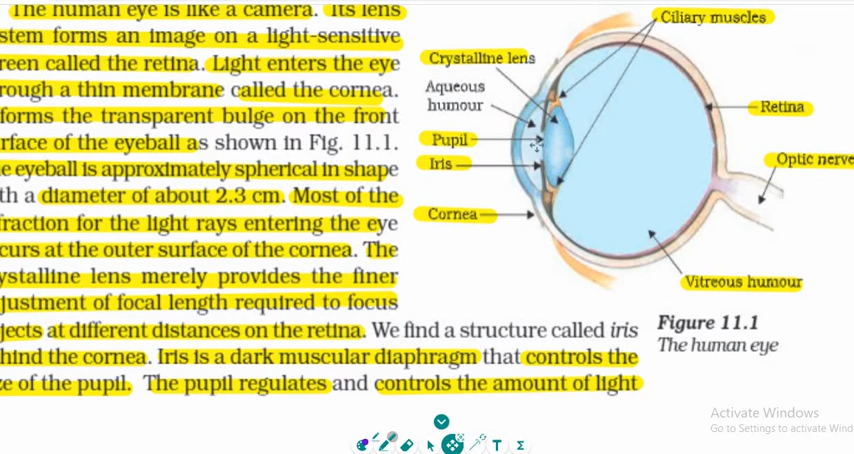 The human eye is like a camera. Its lens
stem forms an image on a light-sensitive
reen called the retina. Light enters the eye
rough a thin membrane called the cornea.
forms the transparent bulge on the front
rface of the eyeball as shown in Fig. 11.1.
e eyeball is approximately spherical in shape
th a diameter of about 2.3 cm. Most of the
fraction for the light rays entering the eye
curs at the outer surface of the cornea. The
ystalline lens merely provides the finer
justment of focal length required to focus
jects at different distances on the retina. We find a structure called iris
hind the cornea. Iris is a dark muscular diaphragm that controls the
ze of the pupil. The pupil regulates and controls the amount of light
Ciliary muscles
Crystalline lens
Aqueous
humour
Pupil
Iris
Cornea
Retina
Optic nerve
Vitreous humour
Figure 11.1
The human eye
Activate Windows
Go to Settings to activate Wind
T
Σ